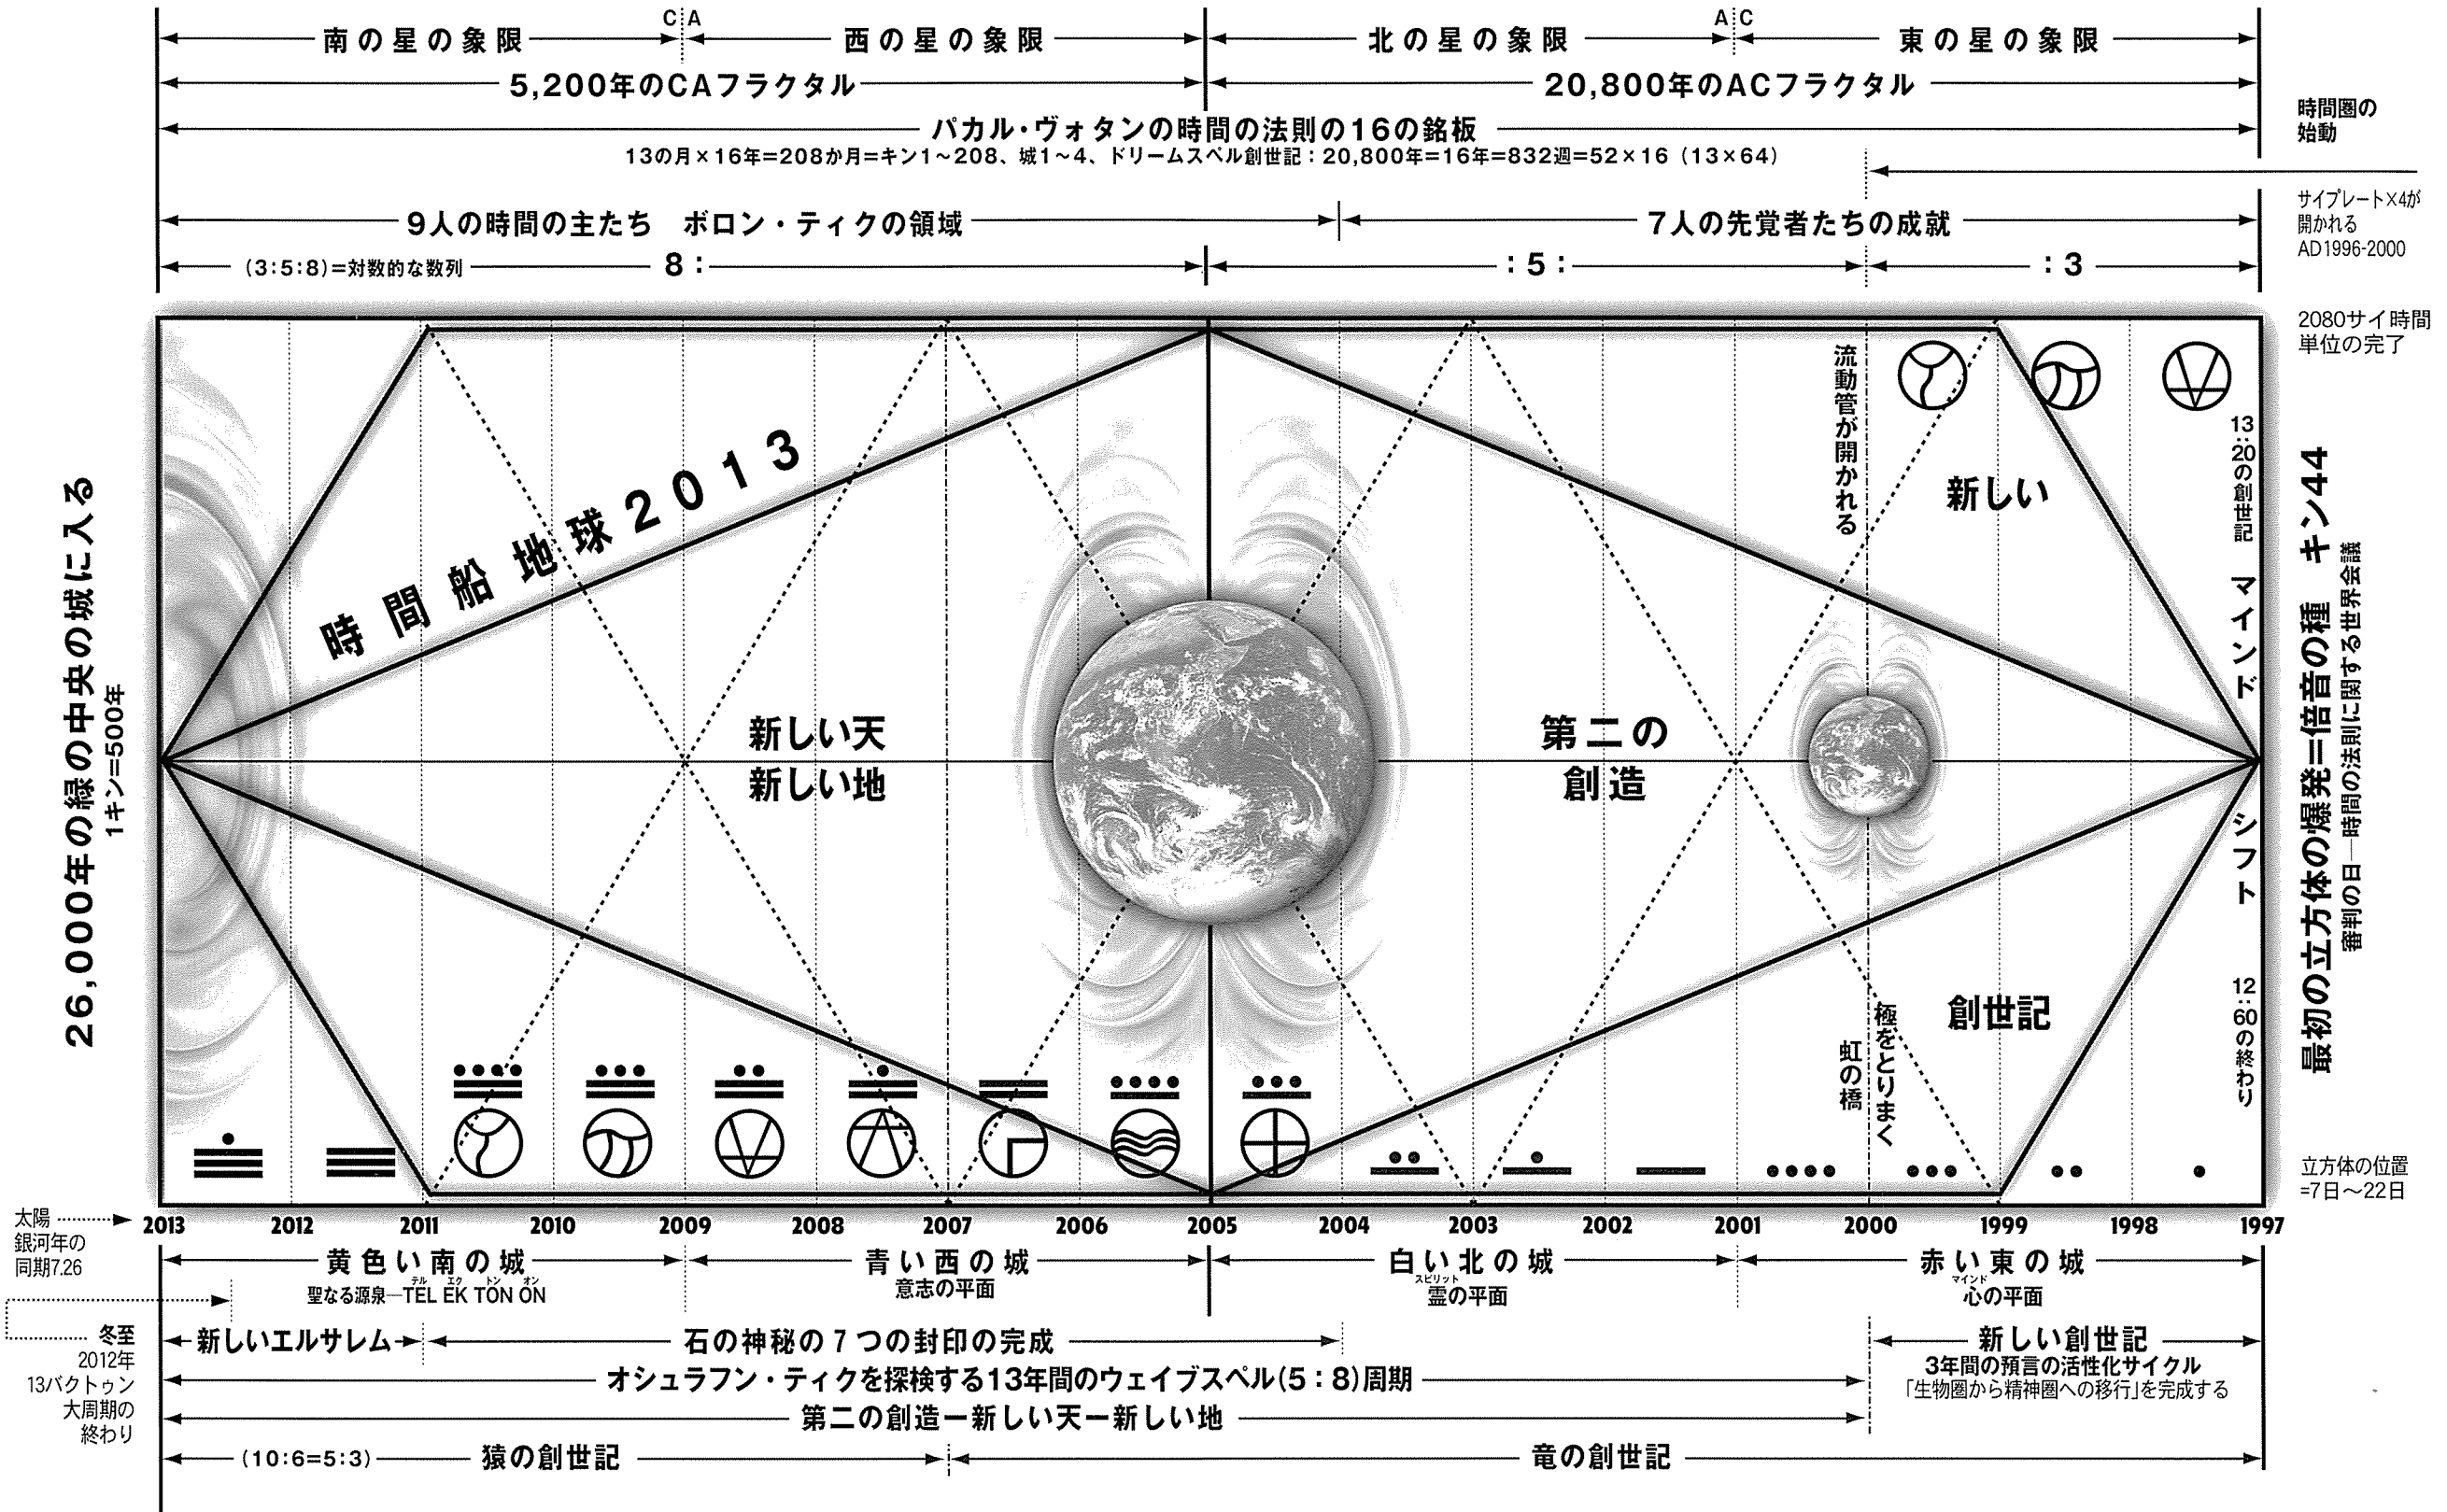 C A
A C
南の星の象限
西の星の象限
北の星の象限
東の星の象限
5,200年のCAフラクタル
20,800年のACフラクタル
パカル・ヴォタンの時間の法則の16の銘板
13の月×16年=208か月=キン1~208、城1~4、ドリームスペル創世記:20,800年=16年=832週=52×16(13×64)
時間圏の
始動
9人の時間の主たち ボロン・ティクの領域
7人の先覚者たちの成就
サイプレート×4が
開かれる
AD1996-2000
(3:5:8)=対数的な数列
8:
:5:
:3
2080サイ時間
単位の完了
26,000年の緑の中央の城に入る
1キン=500年
時間船地球2013
新しい天
新しい地
第二の
創造
流動管が開かれる
新しい
創世記
極をとりまく
虹の橋
13:20の創世記
マインド シフト
12:60の終わり
最初の立方体の爆発=倍音の種 キン44
審判の日―時間の法則に関する世界会議
立方体の位置
=7日~22日
太陽
銀河年の
同期7.26
2013 2012 2011 2010 2009 2008 2007 2006 2005 2004 2003 2002 2001 2000 1999 1998 1997
黄色い南の城
テル エク トン オン
聖なる源泉―TEL EK TON ON
青い西の城
意志の平面
白い北の城
スピリット
霊の平面
赤い東の城
マインド
心の平面
冬至
2012年
13バクトゥン
大周期の
終わり
新しいエルサレム
石の神秘の7つの封印の完成
新しい創世記
3年間の預言の活性化サイクル
「生物圏から精神圏への移行」を完成する
オシュラフン・ティクを探検する13年間のウェイブスペル(5:8)周期
第二の創造ー新しい天ー新しい地
(10:6=5:3)
猿の創世記
竜の創世記